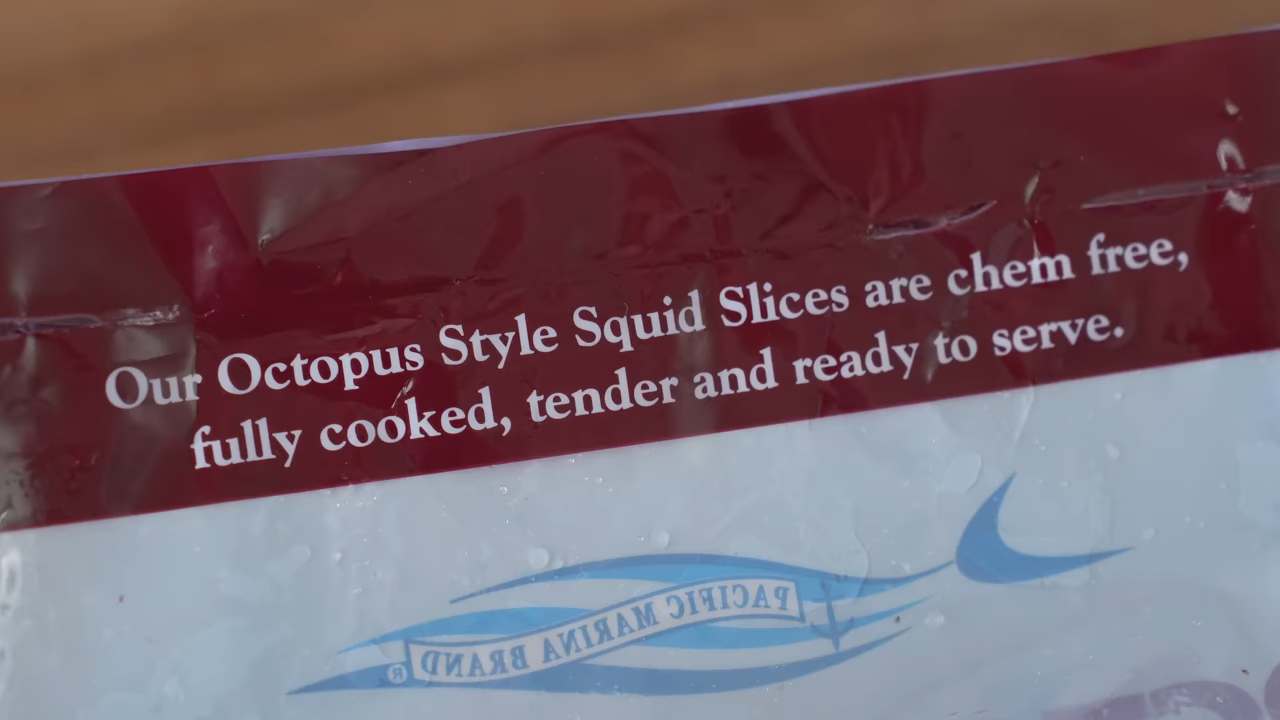 Our Octopus Style Squid Slices are chem free,
fully cooked, tender and ready to serve.
PACIFIC MARINA BRAND ®